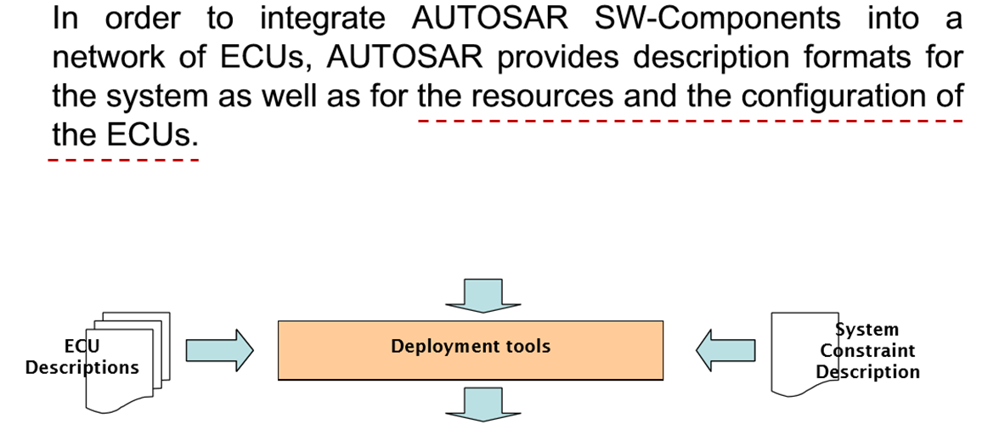 In order to integrate AUTOSAR SW-Components into a
network of ECUs, AUTOSAR provides description formats for
the system as well as for the resources and the configuration of
the ECUs.
ECU
Descriptions
Deployment tools
System
Constraint
Description